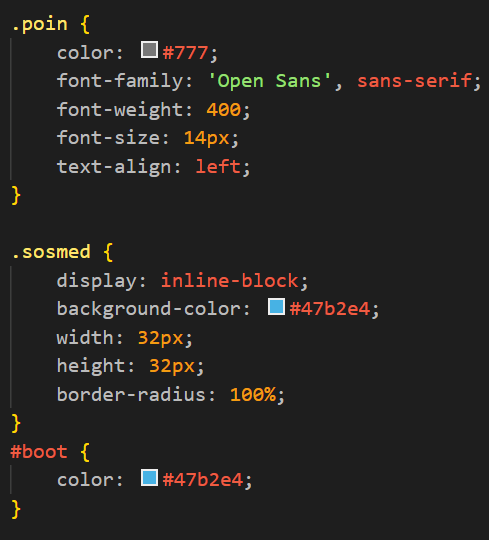 .poin {
    color: #777;
    font-family: 'Open Sans', sans-serif;
    font-weight: 400;
    font-size: 14px;
    text-align: left;
}

.sosmed {
    display: inline-block;
    background-color: #47b2e4;
    width: 32px;
    height: 32px;
    border-radius: 100%;
}
#boot {
    color: #47b2e4;
}